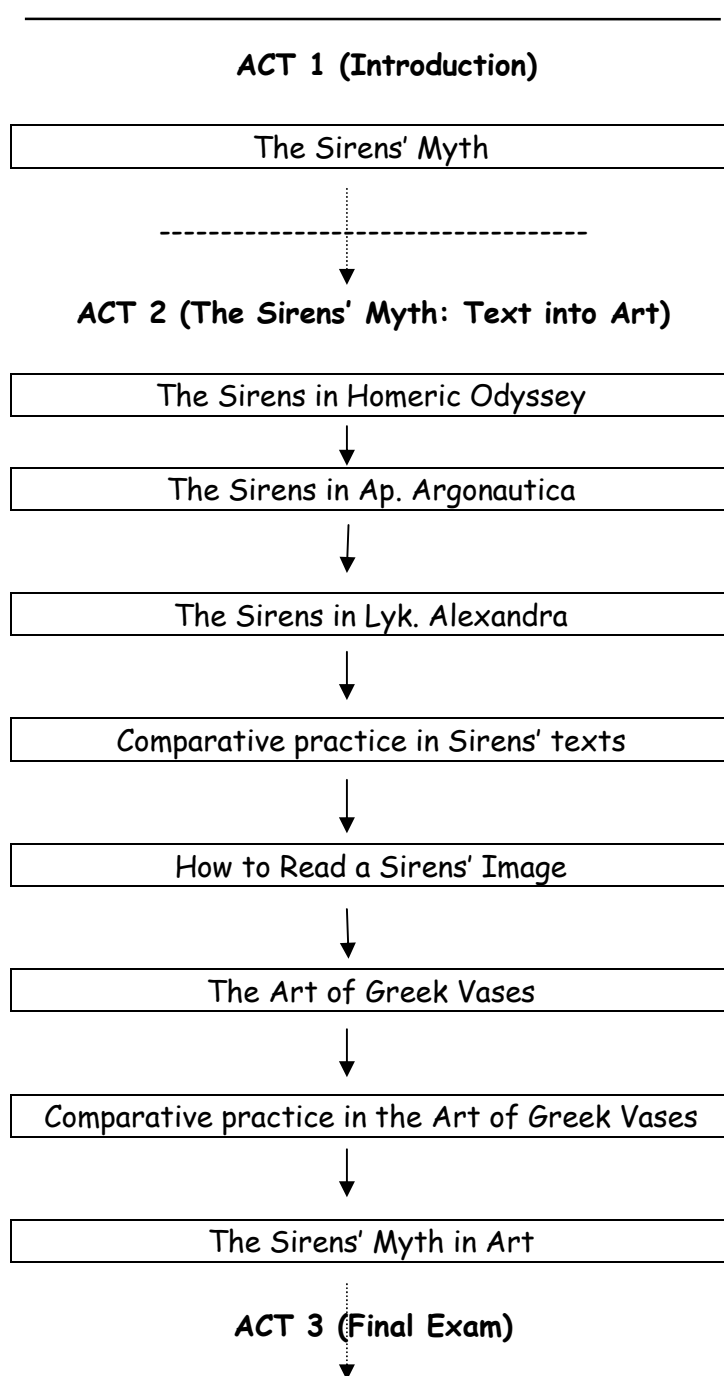 ACT 1 (Introduction)
The Sirens' Myth
ACT 2 (The Sirens' Myth: Text into Art)
The Sirens in Homeric Odyssey
The Sirens in Ap. Argonautica
The Sirens in Lyk. Alexandra
Comparative practice in Sirens' texts
How to Read a Sirens' Image
The Art of Greek Vases
Comparative practice in the Art of Greek Vases
The Sirens' Myth in Art
ACT 3 (Final Exam)